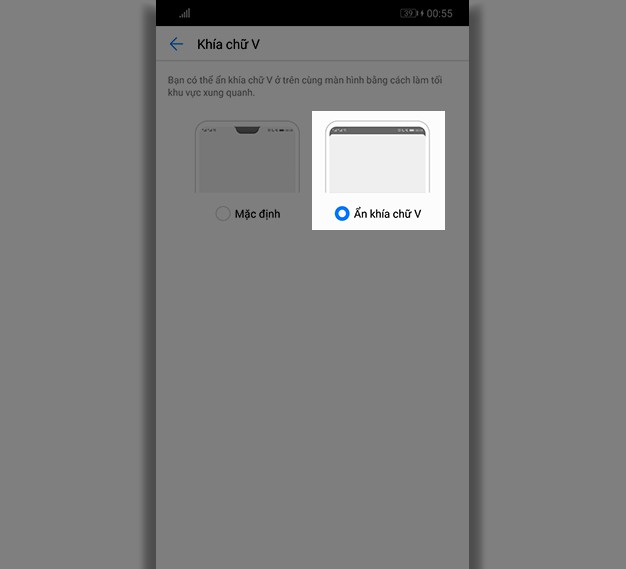 39 00:55
Khía chữ V
Bạn có thể ẩn khía chữ V ở trên cùng màn hình bằng cách làm tối
khu vực xung quanh.
Mặc định
Ẩn khía chữ V